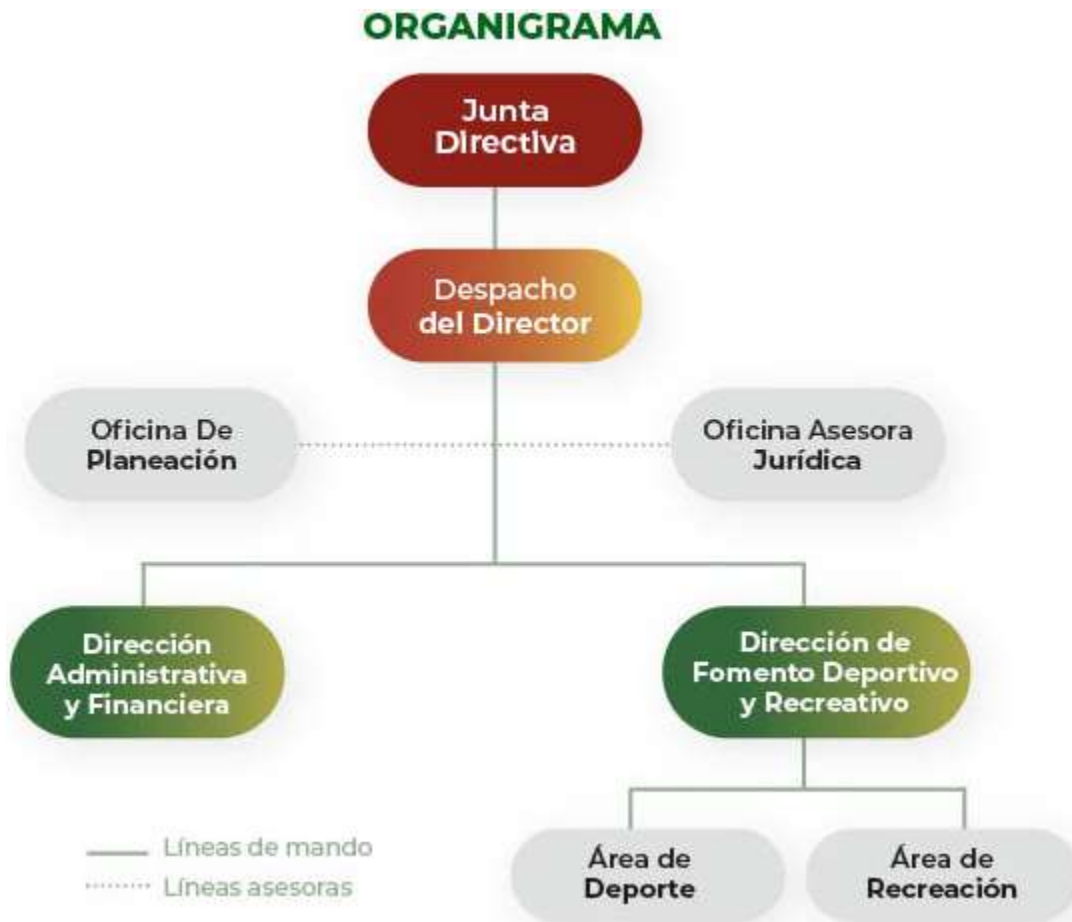 ORGANIGRAMA
Junta
Directiva
Despacho
del Director
Oficina De
Planeación
Oficina Asesora
Jurídica
Dirección
Administrativa
y Financiera
Dirección de
Fomento Deportivo
y Recreativo
Líneas de mando
Líneas asesoras
Área de
Deporte
Área de
Recreación